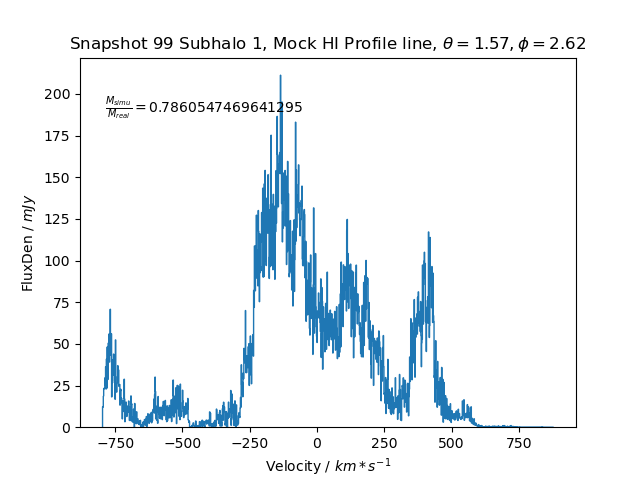 Snapshot 99 Subhalo 1, Mock HI Profile line, θ = 1.57, ϕ = 2.62
M_simu/M_real = 0.7860547469641295
FluxDen / mJy
200
175
150
125
100
75
50
25
0
−750 −500 −250 0 250 500 750
Velocity / km * s⁻¹